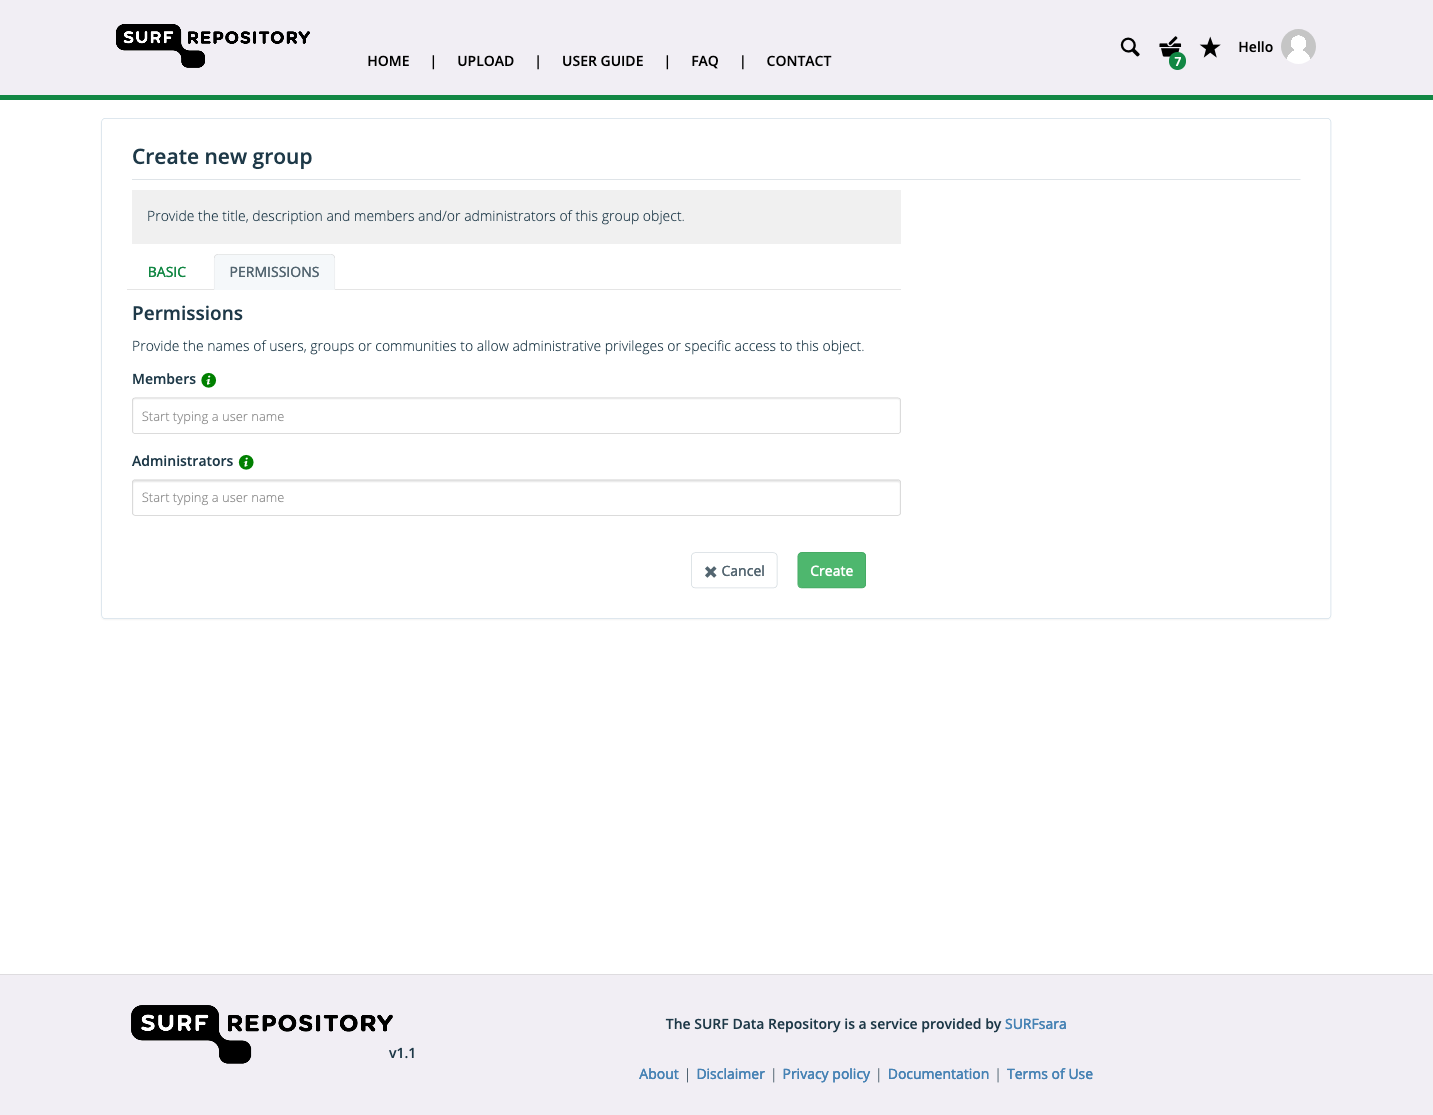 SURF REPOSITORY
HOME | UPLOAD | USER GUIDE | FAQ | CONTACT
7
Hello
Create new group
Provide the title, description and members and/or administrators of this group object.
BASIC PERMISSIONS
Permissions
Provide the names of users, groups or communities to allow administrative privileges or specific access to this object.
Members
Start typing a user name
Administrators
Start typing a user name
Cancel Create
SURF REPOSITORY
v1.1
The SURF Data Repository is a service provided by SURFsara
About | Disclaimer | Privacy policy | Documentation | Terms of Use